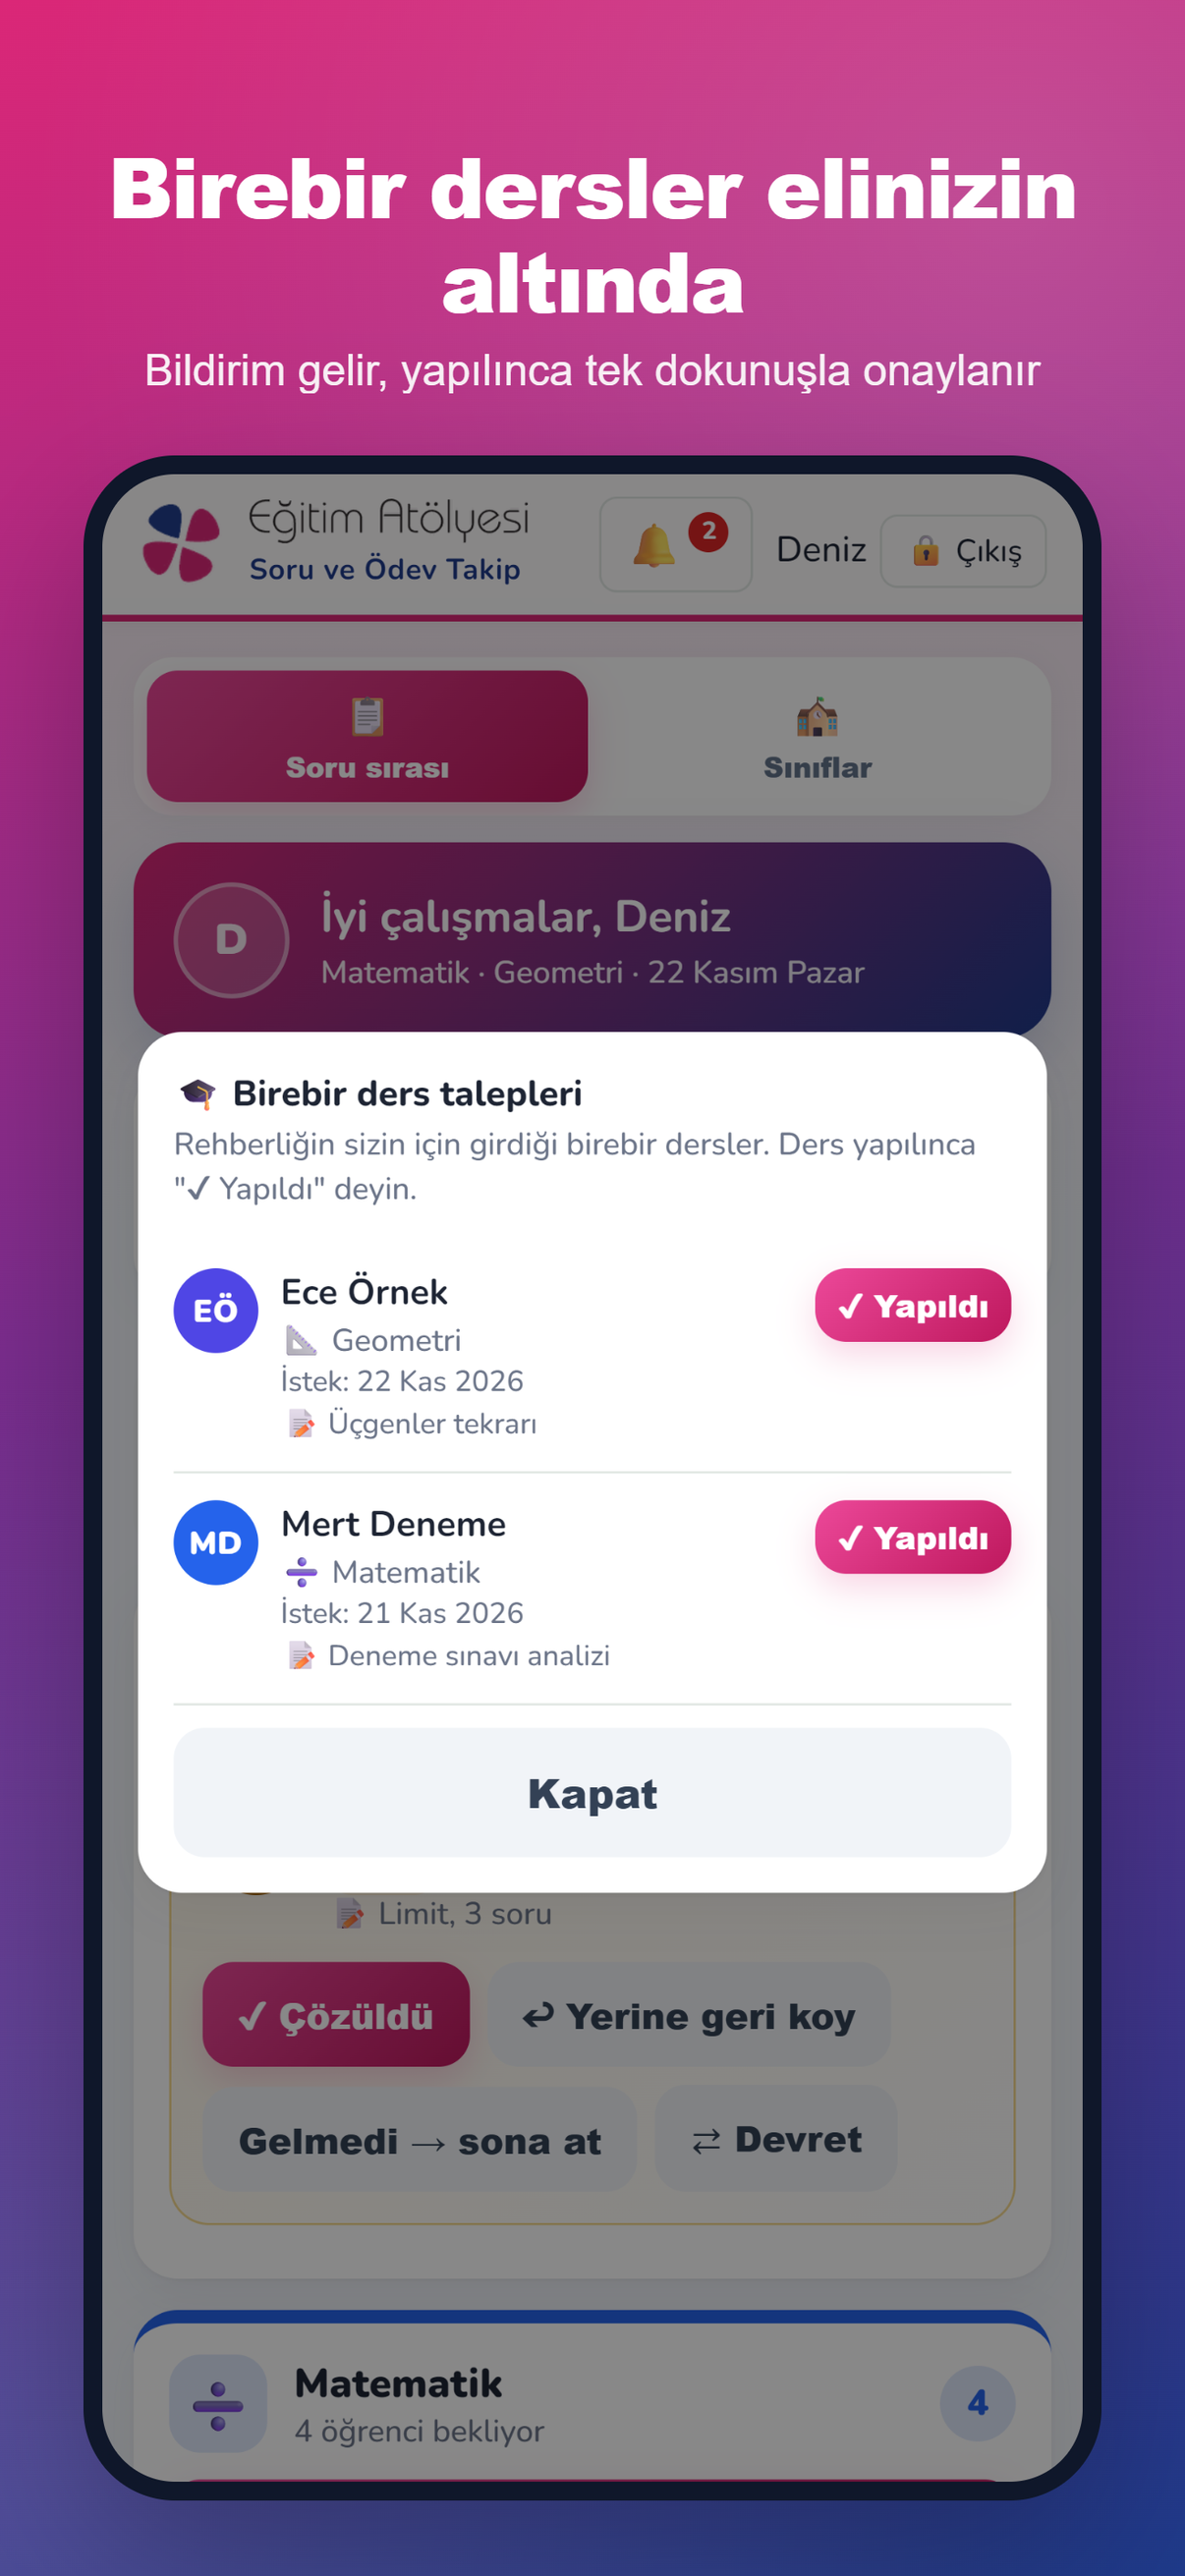 Birebir dersler elinizin
altında
Bildirim gelir, yapılınca tek dokunuşla onaylanır
Eğitim Atölyesi
Soru ve Ödev Takip
2
Deniz
Çıkış
Soru sırası
Sınıflar
D
İyi çalışmalar, Deniz
Matematik · Geometri · 22 Kasım Pazar
Birebir ders talepleri
Rehberliğin sizin için girdiği birebir dersler. Ders yapılınca
"✓ Yapıldı" deyin.
EÖ
Ece Örnek
✓ Yapıldı
Geometri
İstek: 22 Kas 2026
Üçgenler tekrarı
MD
Mert Deneme
✓ Yapıldı
Matematik
İstek: 21 Kas 2026
Deneme sınavı analizi
Kapat
Limit, 3 soru
✓ Çözüldü
↩ Yerine geri koy
Gelmedi → sona at
⇄ Devret
Matematik
4 öğrenci bekliyor
4